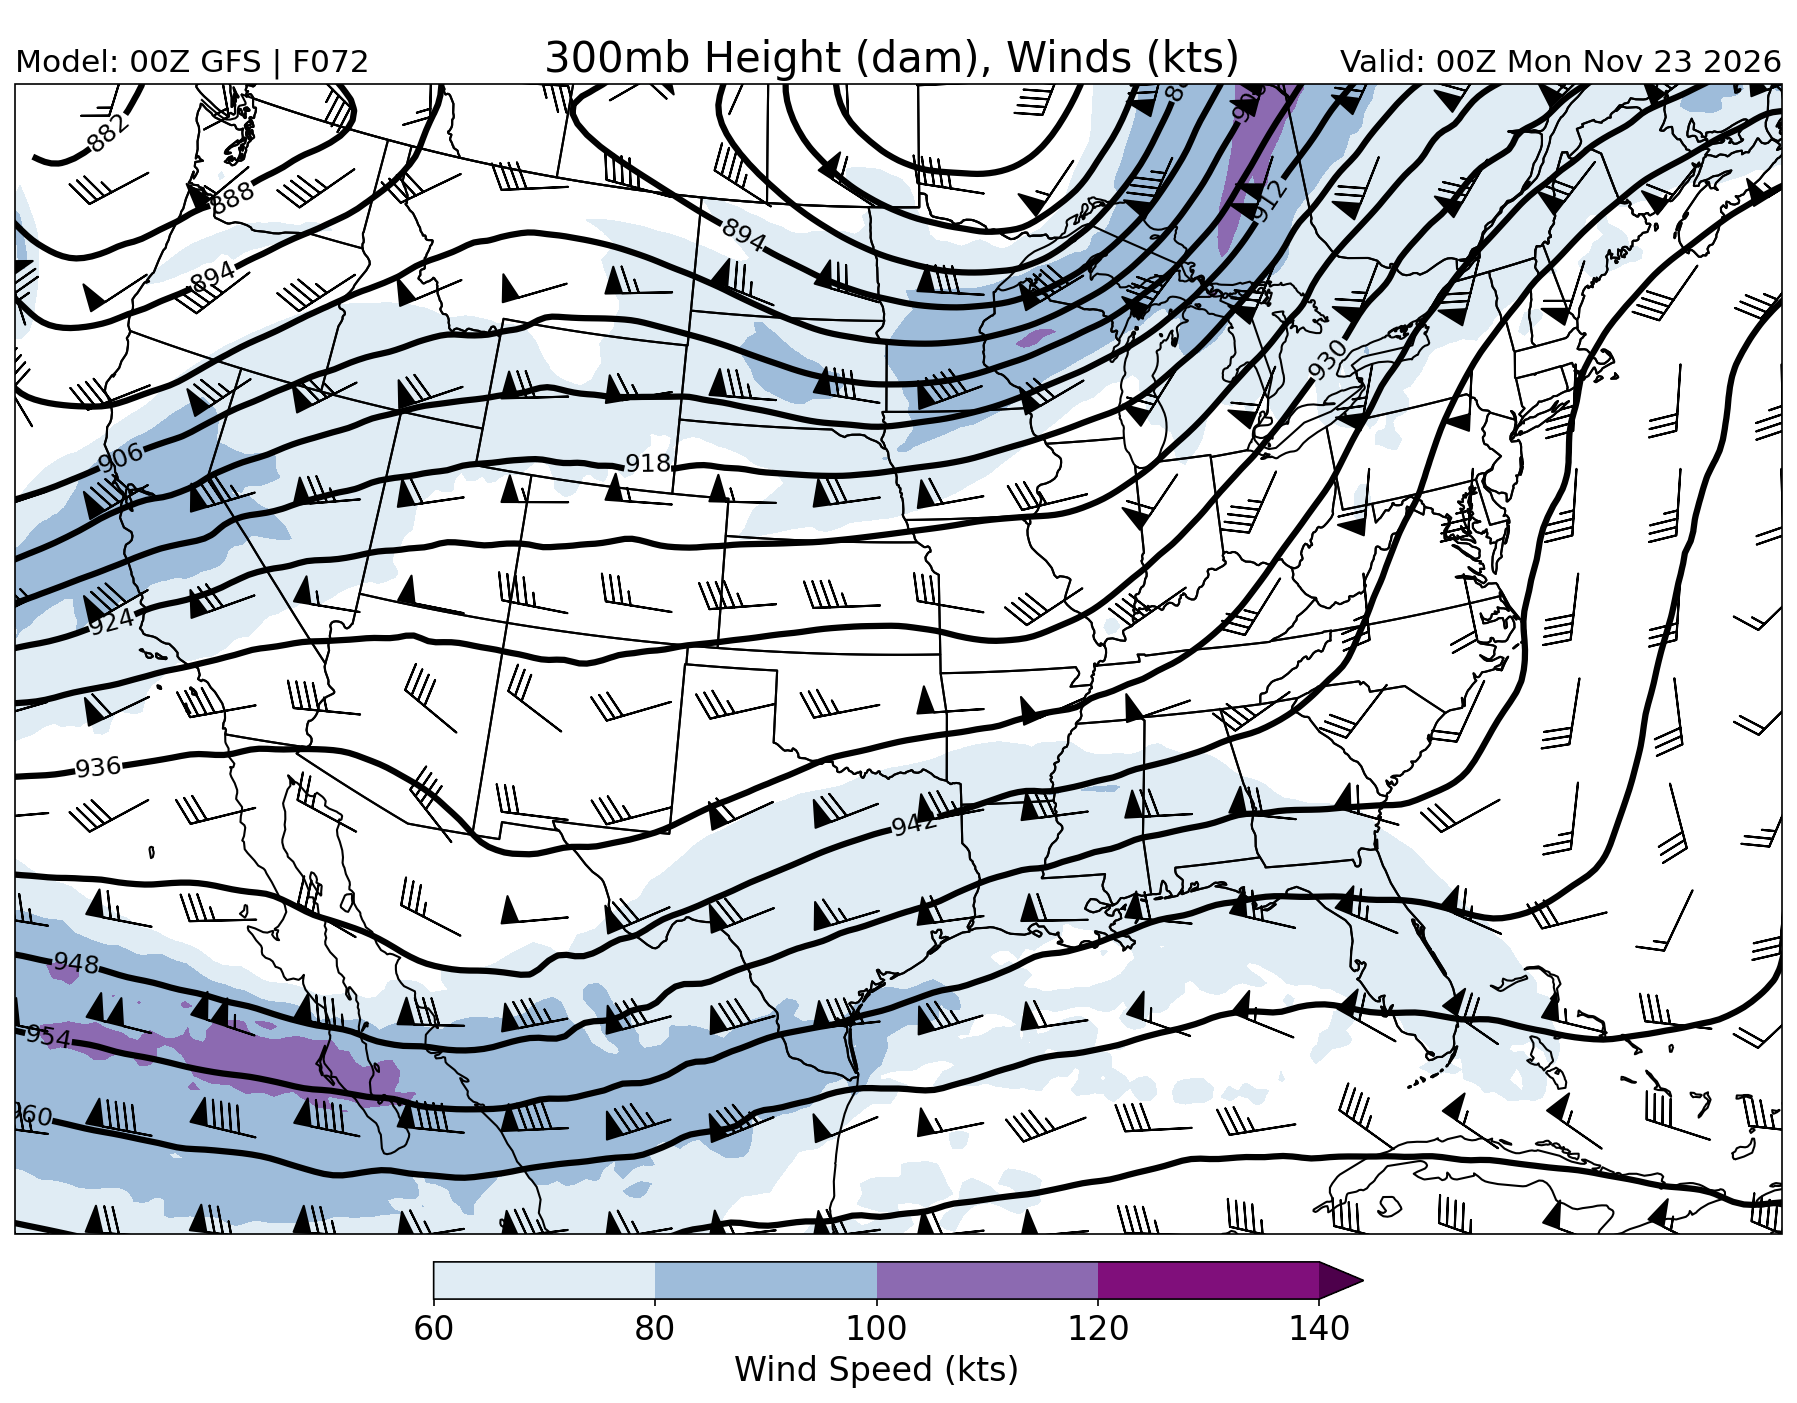 Model: 00Z GFS | F072
300mb Height (dam), Winds (kts)
Valid: 00Z Mon Nov 23 2026
882
888
894
894
912
906
930
918
924
936
942
948
954
960
60 80 100 120 140
Wind Speed (kts)